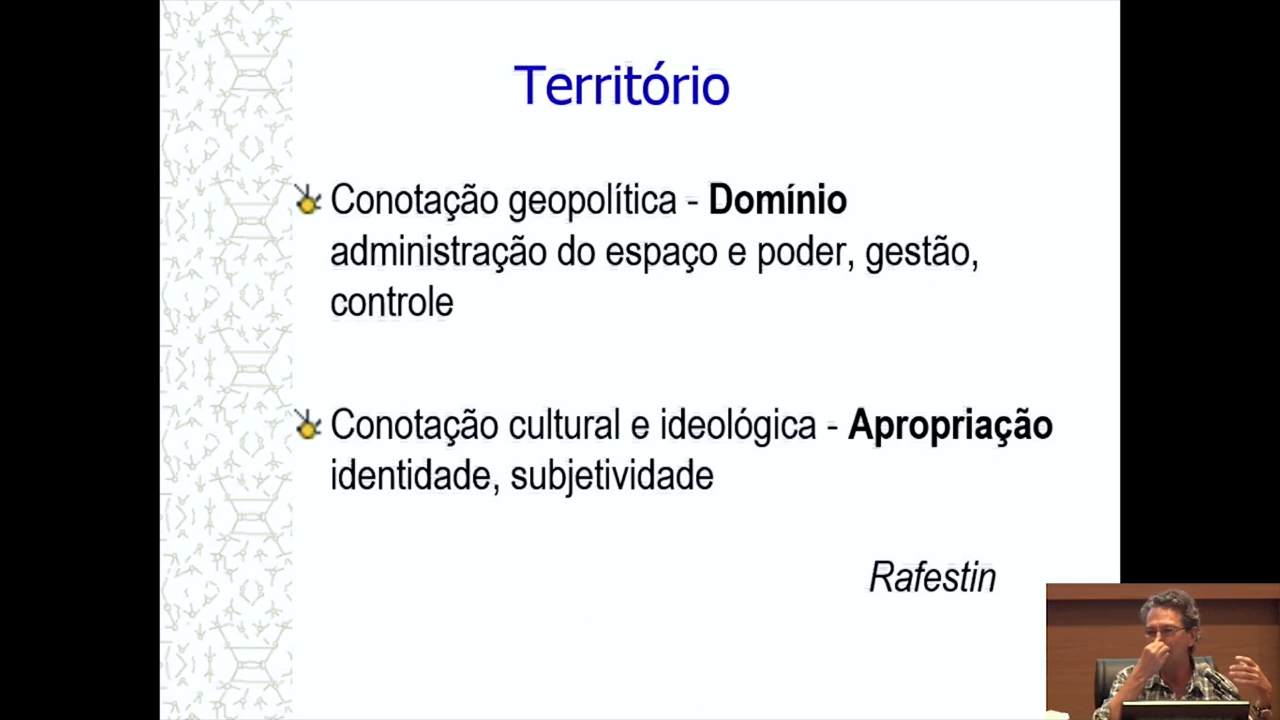 Território
Conotação geopolítica - Domínio
administração do espaço e poder, gestão,
controle
Conotação cultural e ideológica - Apropriação
identidade, subjetividade
Rafestin